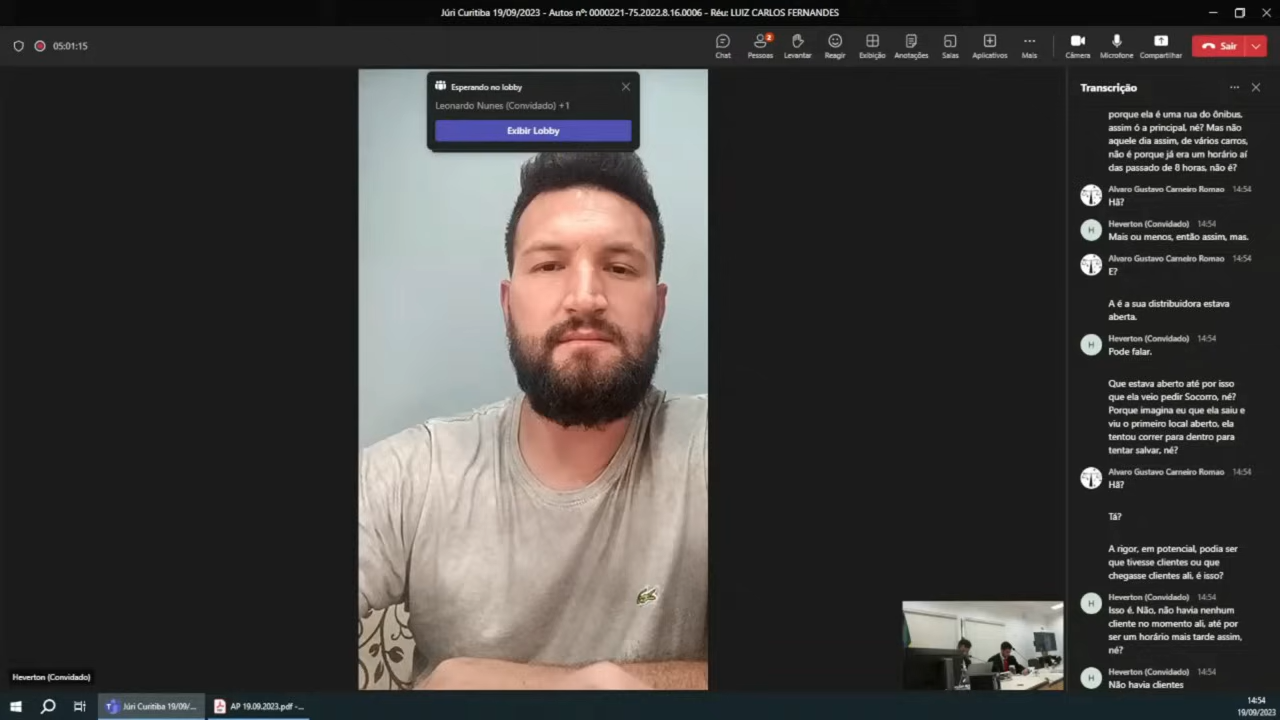 Júri Curitiba 19/09/2023 - Autos nº: 0000221-75.2022.8.16.0006 - Réu: LUIZ CARLOS FERNANDES
05:01:15
Chat
2
Pessoas
Levantar
Reagir
Exibição
Anotações
Salas
Aplicativos
Mais
Câmera
Microfone
Compartilhar
Sair
Esperando no lobby
Leonardo Nunes (Convidado) +1
Exibir Lobby
Transcrição
porque ela é uma rua do ônibus,
assim ó a principal, né? Mas não
aquele dia assim, de vários carros,
não é porque já era um horário aí
das passado de 8 horas, não é?
Alvaro Gustavo Carneiro Romao 14:54
Hã?
H
Heverton (Convidado) 14:54
Mais ou menos, então assim, mas.
Alvaro Gustavo Carneiro Romao 14:54
E?
A é a sua distribuidora estava
aberta.
H
Heverton (Convidado) 14:54
Pode falar.
Que estava aberto até por isso
que ela veio pedir Socorro, né?
Porque imagina eu que ela saiu e
viu o primeiro local aberto, ela
tentou correr para dentro para
tentar salvar, né?
Alvaro Gustavo Carneiro Romao 14:54
Hã?
Tá?
A rigor, em potencial, podia ser
que tivesse clientes ou que
chegasse clientes ali, é isso?
H
Heverton (Convidado) 14:54
Isso é. Não, não havia nenhum
cliente no momento ali, até por
ser um horário mais tarde assim,
né?
H
Heverton (Convidado) 14:54
Não havia clientes
Heverton (Convidado)
Júri Curitiba 19/09/...
AP 19.09.2023.pdf -...
14:54
19/09/2023